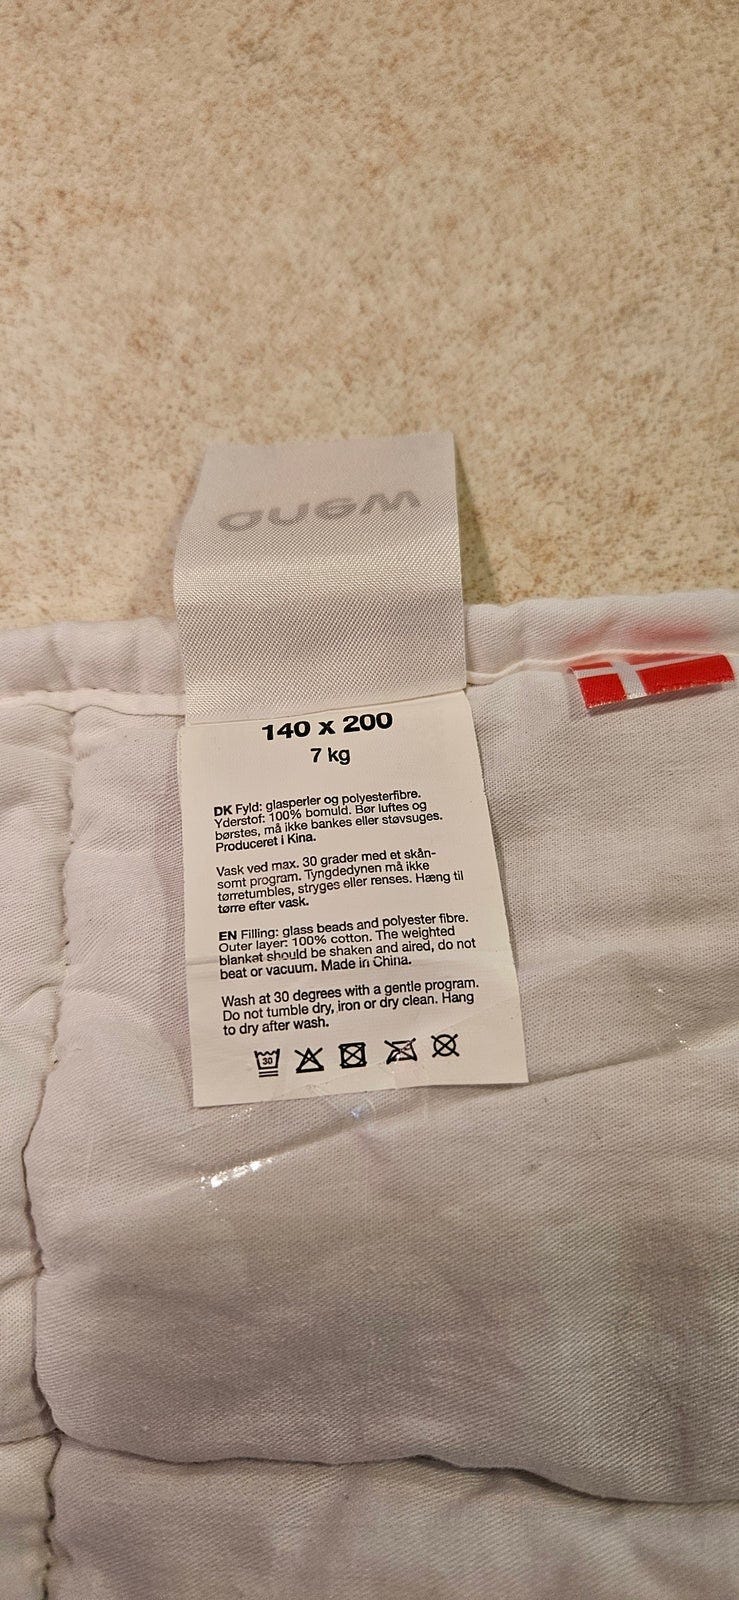 140 x 200
7 kg
DK Fyld: glasperler og polyesterfibre.
Yderstof: 100% bomuld. Bør luftes og
børstes, må ikke bankes eller støvsuges.
Produceret i Kina.
Vask ved max. 30 grader med et skån-
somt program. Tyngdedynen må ikke
tørretumbles, stryges eller renses. Hæng til
tørre efter vask.
EN Filling: glass beads and polyester fibre.
Outer layer: 100% cotton. The weighted
blanket should be shaken and aired, do not
beat or vacuum. Made in China.
Wash at 30 degrees with a gentle program.
Do not tumble dry, iron or dry clean. Hang
to dry after wash.
30